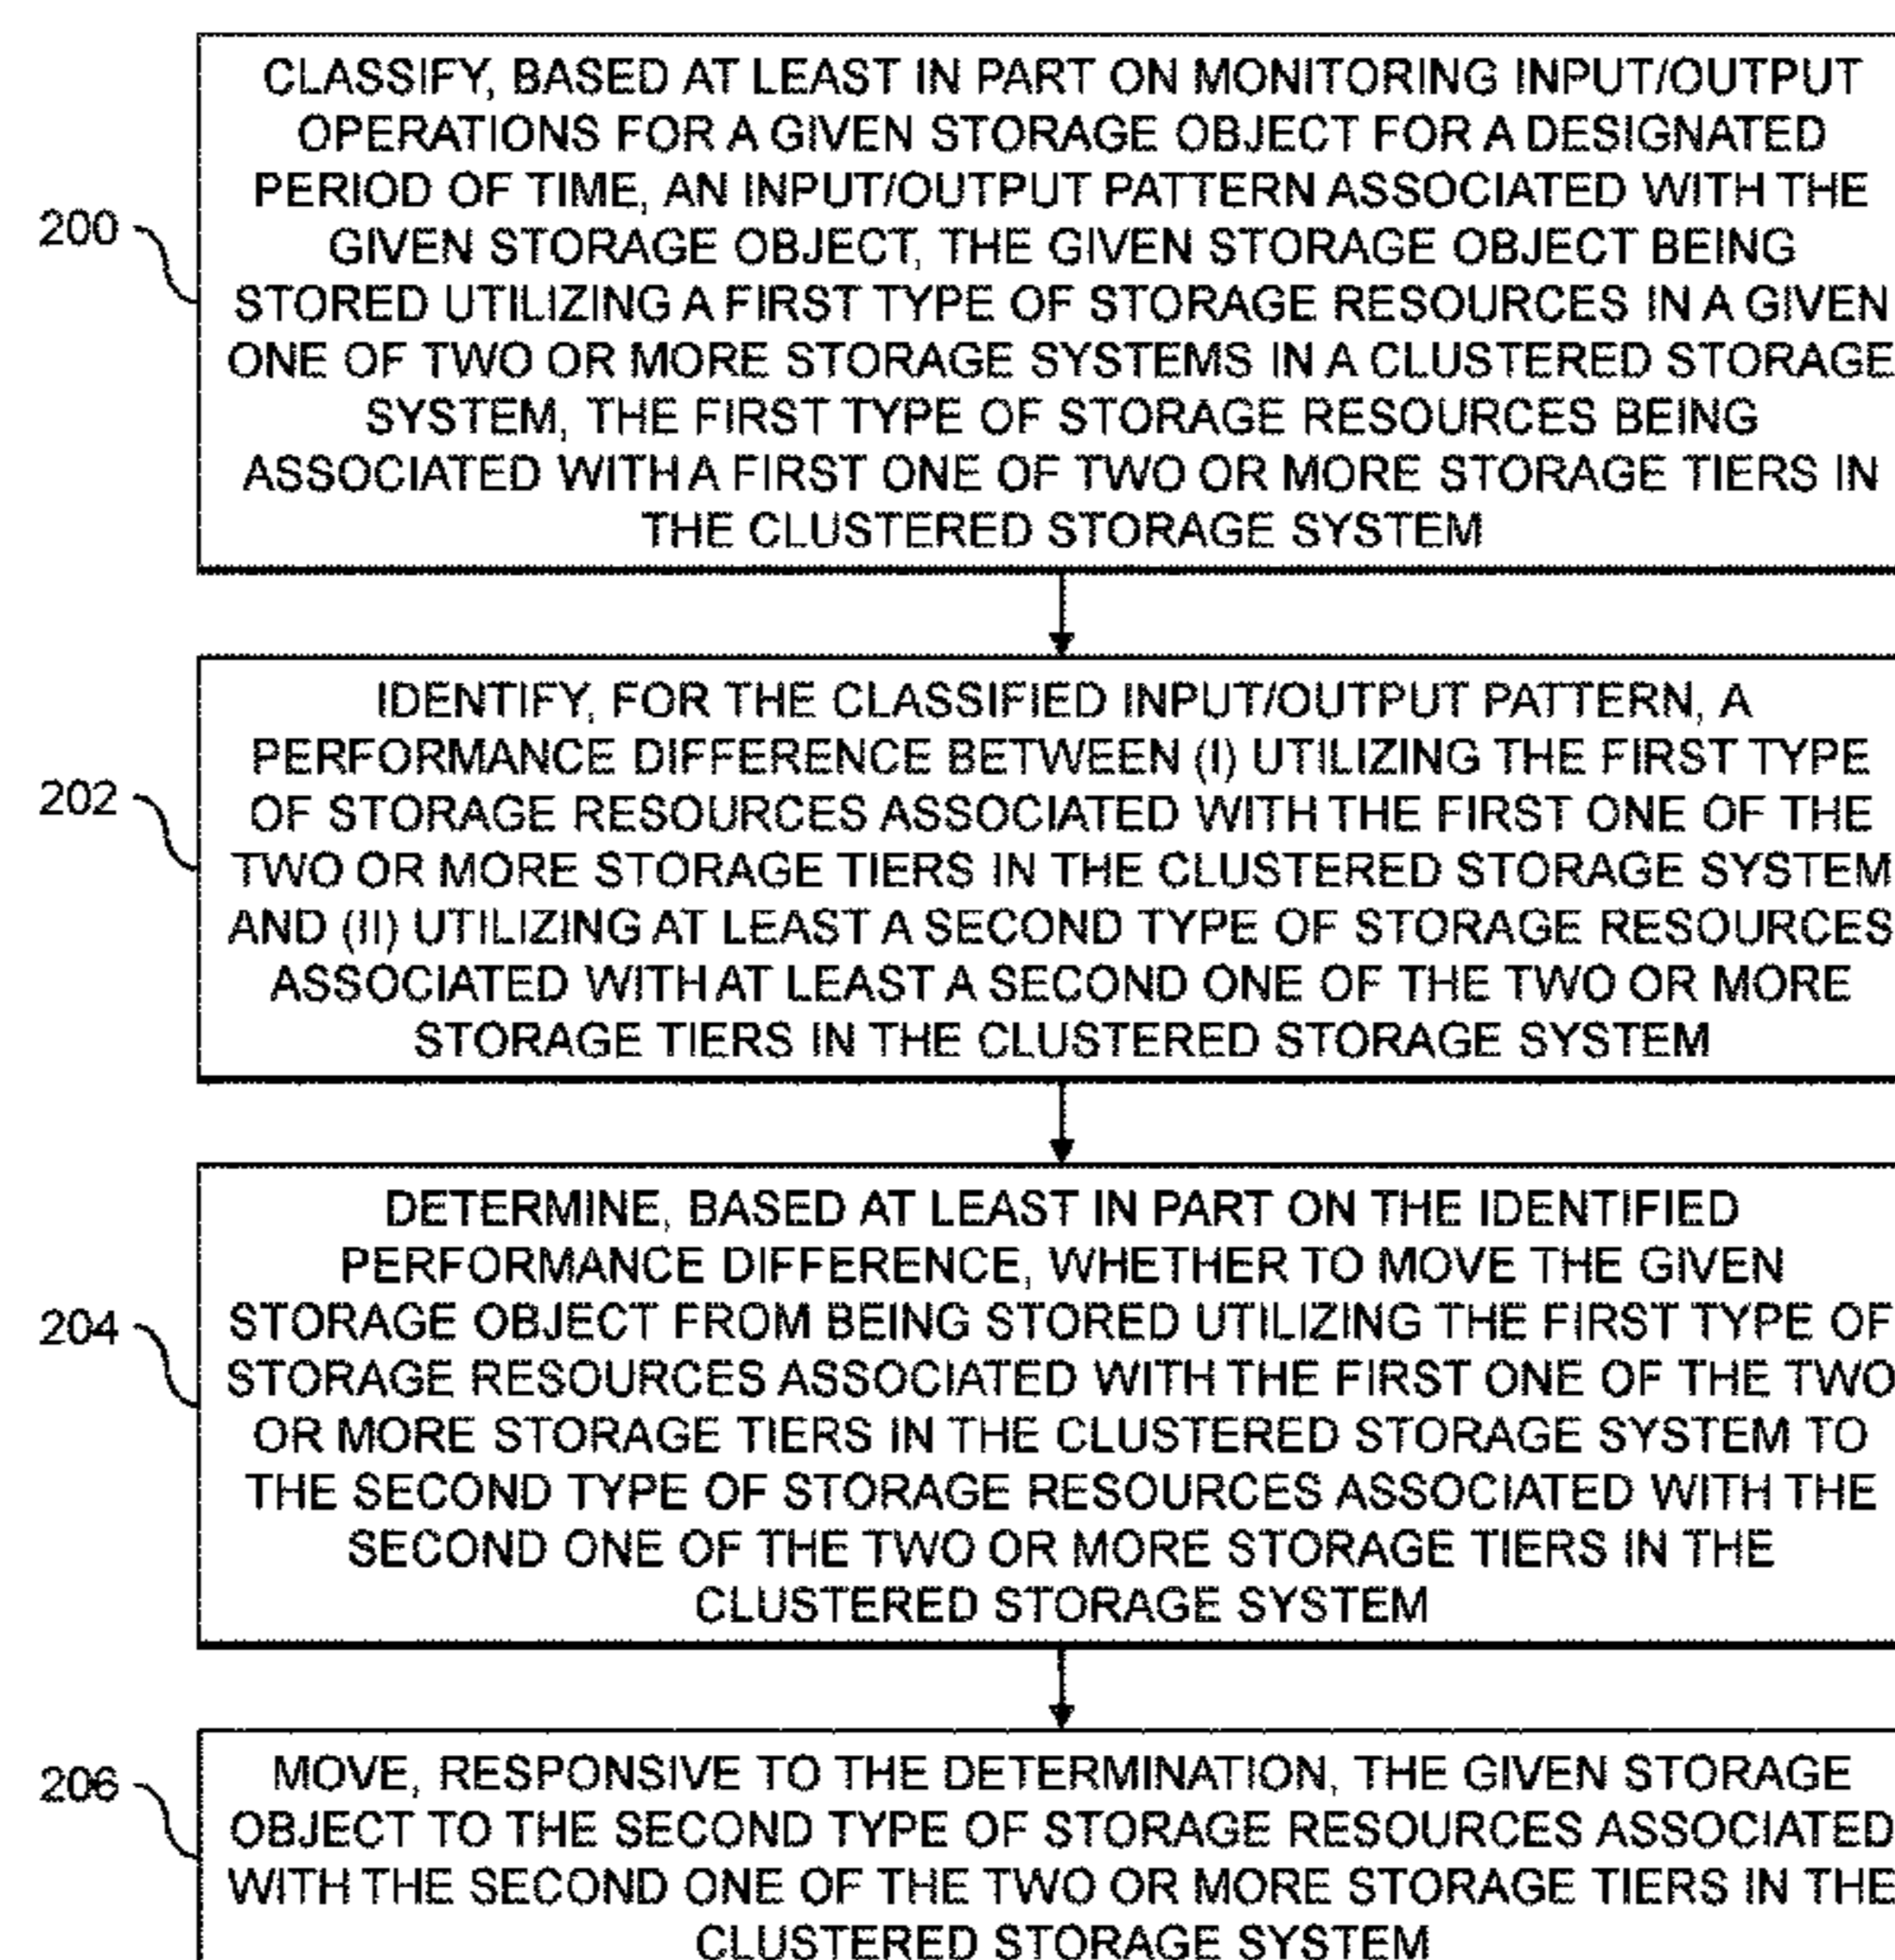 CLASSIFY, BASED AT LEAST IN PART ON MONITORING INPUT/OUTPUT
OPERATIONS FOR A GIVEN STORAGE OBJECT FOR A DESIGNATED
PERIOD OF TIME, AN INPUT/OUTPUT PATTERN ASSOCIATED WITH THE
200
GIVEN STORAGE OBJECT, THE GIVEN STORAGE OBJECT BEING
STORED UTILIZING A FIRST TYPE OF STORAGE RESOURCES IN A GIVEN
ONE OF TWO OR MORE STORAGE SYSTEMS IN A CLUSTERED STORAGE
SYSTEM, THE FIRST TYPE OF STORAGE RESOURCES BEING
ASSOCIATED WITH A FIRST ONE OF TWO OR MORE STORAGE TIERS IN
THE CLUSTERED STORAGE SYSTEM
IDENTIFY, FOR THE CLASSIFIED INPUT/OUTPUT PATTERN, A
PERFORMANCE DIFFERENCE BETWEEN (I) UTILIZING THE FIRST TYPE
202
OF STORAGE RESOURCES ASSOCIATED WITH THE FIRST ONE OF THE
TWO OR MORE STORAGE TIERS IN THE CLUSTERED STORAGE SYSTEM
AND (II) UTILIZING AT LEAST A SECOND TYPE OF STORAGE RESOURCES
ASSOCIATED WITH AT LEAST A SECOND ONE OF THE TWO OR MORE
STORAGE TIERS IN THE CLUSTERED STORAGE SYSTEM
DETERMINE, BASED AT LEAST IN PART ON THE IDENTIFIED
PERFORMANCE DIFFERENCE, WHETHER TO MOVE THE GIVEN
204
STORAGE OBJECT FROM BEING STORED UTILIZING THE FIRST TYPE OF
STORAGE RESOURCES ASSOCIATED WITH THE FIRST ONE OF THE TWO
OR MORE STORAGE TIERS IN THE CLUSTERED STORAGE SYSTEM TO
THE SECOND TYPE OF STORAGE RESOURCES ASSOCIATED WITH THE
SECOND ONE OF THE TWO OR MORE STORAGE TIERS IN THE
CLUSTERED STORAGE SYSTEM
206
MOVE, RESPONSIVE TO THE DETERMINATION, THE GIVEN STORAGE
OBJECT TO THE SECOND TYPE OF STORAGE RESOURCES ASSOCIATED
WITH THE SECOND ONE OF THE TWO OR MORE STORAGE TIERS IN THE
CLUSTERED STORAGE SYSTEM